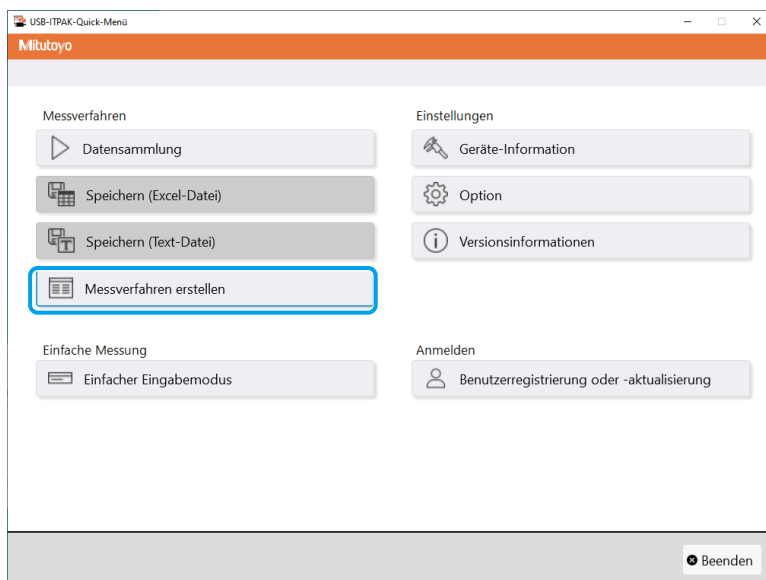 USB-ITPAK-Quick-Menü
Mitutoyo
Messverfahren
Datensammlung
Speichern (Excel-Datei)
Speichern (Text-Datei)
Messverfahren erstellen
Einfache Messung
Einfacher Eingabemodus
Einstellungen
Geräte-Information
Option
Versionsinformationen
Anmelden
Benutzerregistrierung oder -aktualisierung
Beenden